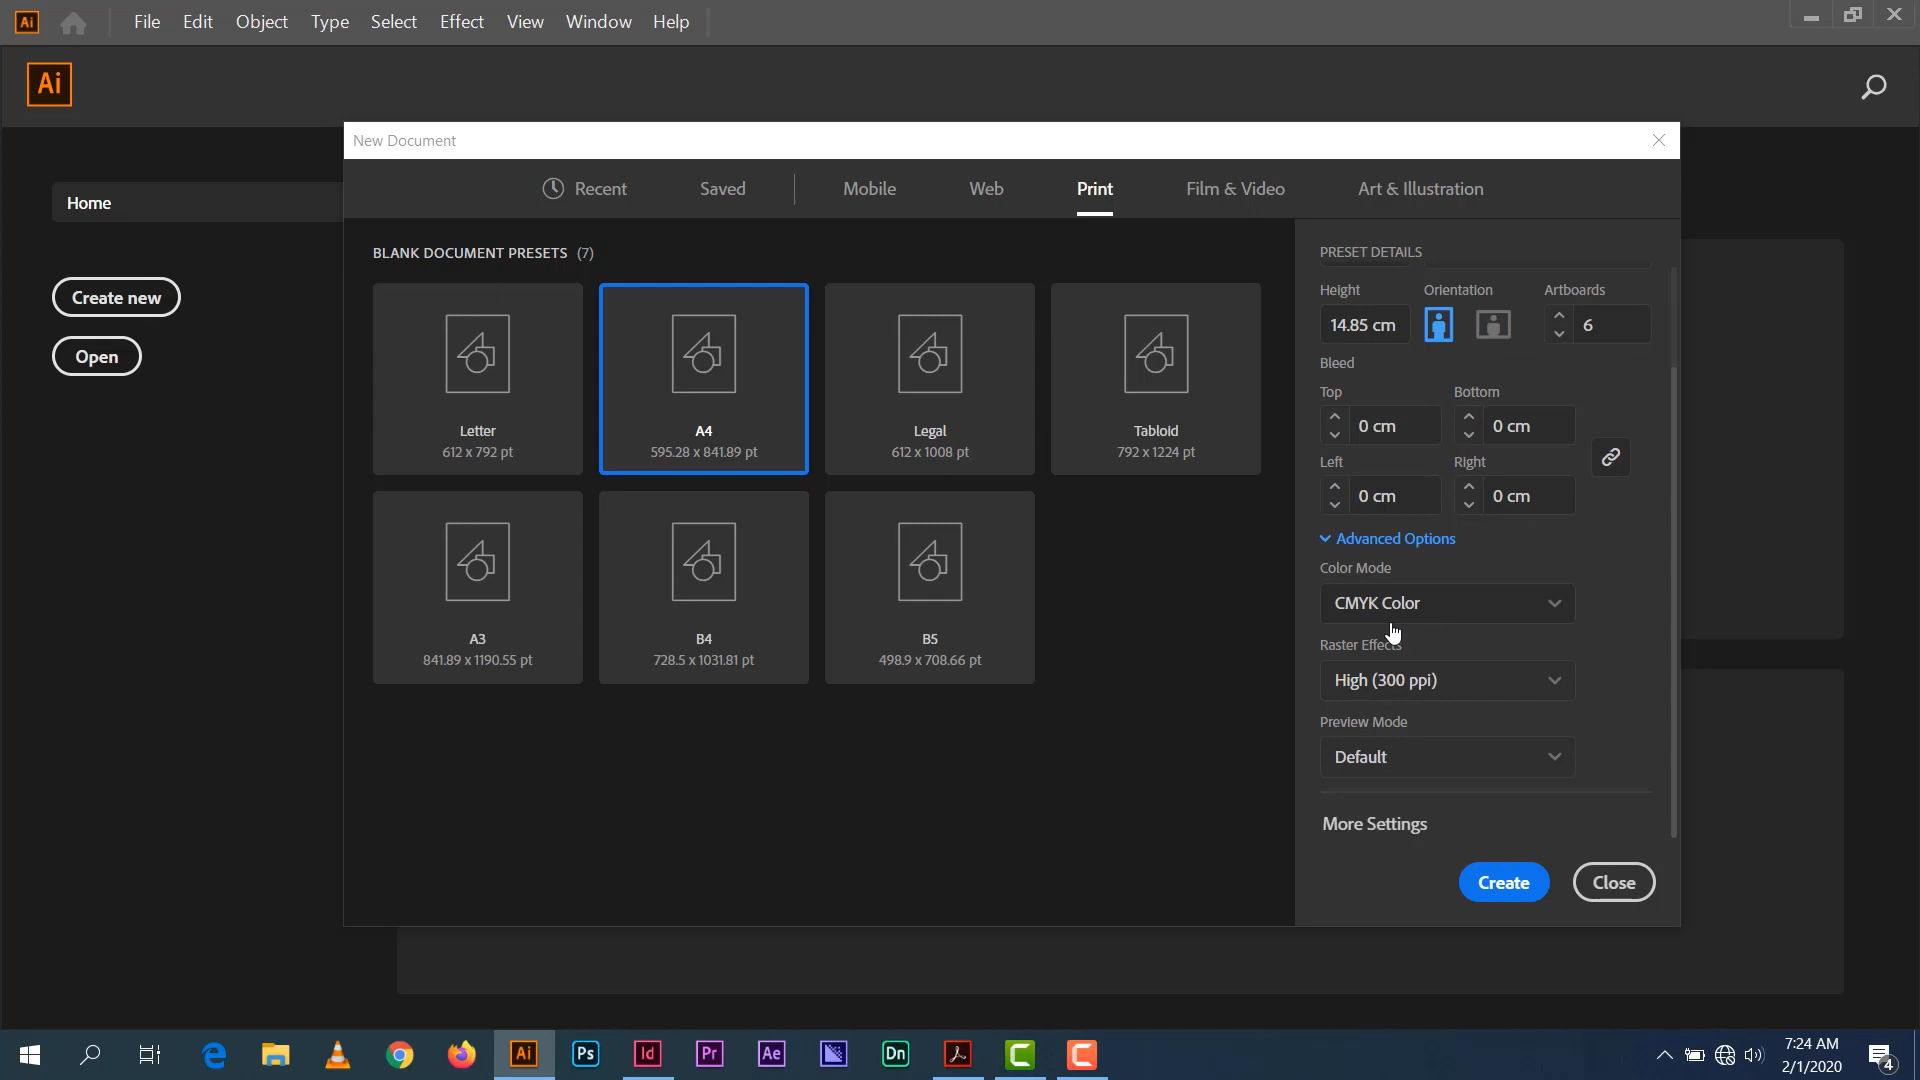 Ai
File Edit Object Type Select Effect View Window Help
Ai
New Document
Recent Saved Mobile Web Print Film & Video Art & Illustration
Home
Create new
Open
BLANK DOCUMENT PRESETS (7)
Letter
612 x 792 pt
A4
595.28 x 841.89 pt
Legal
612 x 1008 pt
Tabloid
792 x 1224 pt
A3
841.89 x 1190.55 pt
B4
728.5 x 1031.81 pt
B5
498.9 x 708.66 pt
PRESET DETAILS
Height Orientation Artboards
14.85 cm 6
Bleed
Top Bottom
0 cm 0 cm
Left Right
0 cm 0 cm
Advanced Options
Color Mode
CMYK Color
Raster Effects
High (300 ppi)
Preview Mode
Default
More Settings
Create Close
Ai Ps Id Pr Ae Dn
7:24 AM
2/1/2020
4